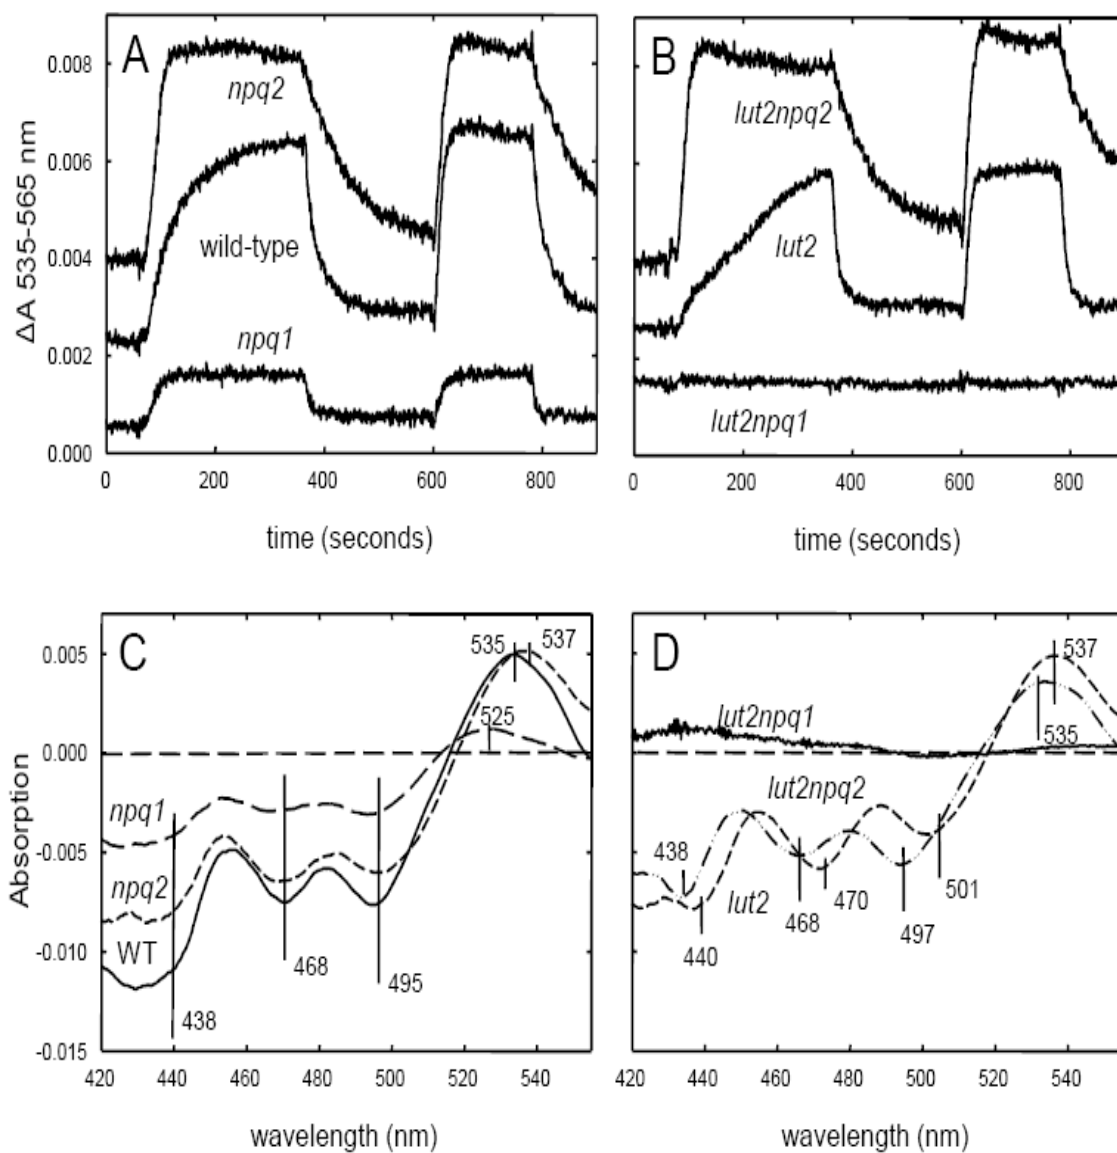 A
B
0.008
0.006
0.004
0.002
0.000
ΔA 535-565 nm
npq2
wild-type
npq1
lut2npq2
lut2
lut2npq1
0 200 400 600 800
0 200 400 600 800
time (seconds)
time (seconds)
C
D
0.005
0.000
-0.005
-0.010
-0.015
Absorption
535
537
525
npq1
npq2
WT
438
468
495
537
535
lut2npq1
lut2npq2
438
lut2
440
468
470
497
501
420 440 460 480 500 520 540
420 440 460 480 500 520 540
wavelength (nm)
wavelength (nm)